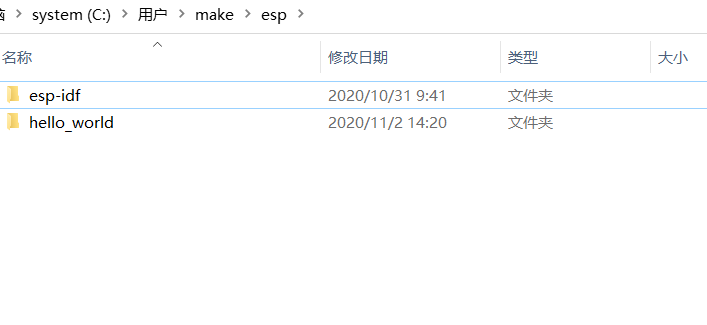 脑 > system (C:) > 用户 > make > esp >
名称 修改日期 类型 大小
esp-idf 2020/10/31 9:41 文件夹
hello_world 2020/11/2 14:20 文件夹